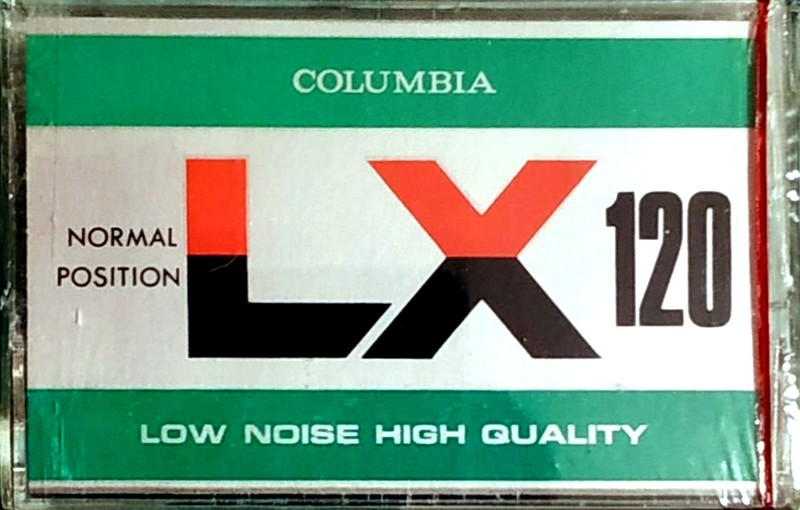 COLUMBIA
NORMAL
POSITION
LX 120
LOW NOISE HIGH QUALITY